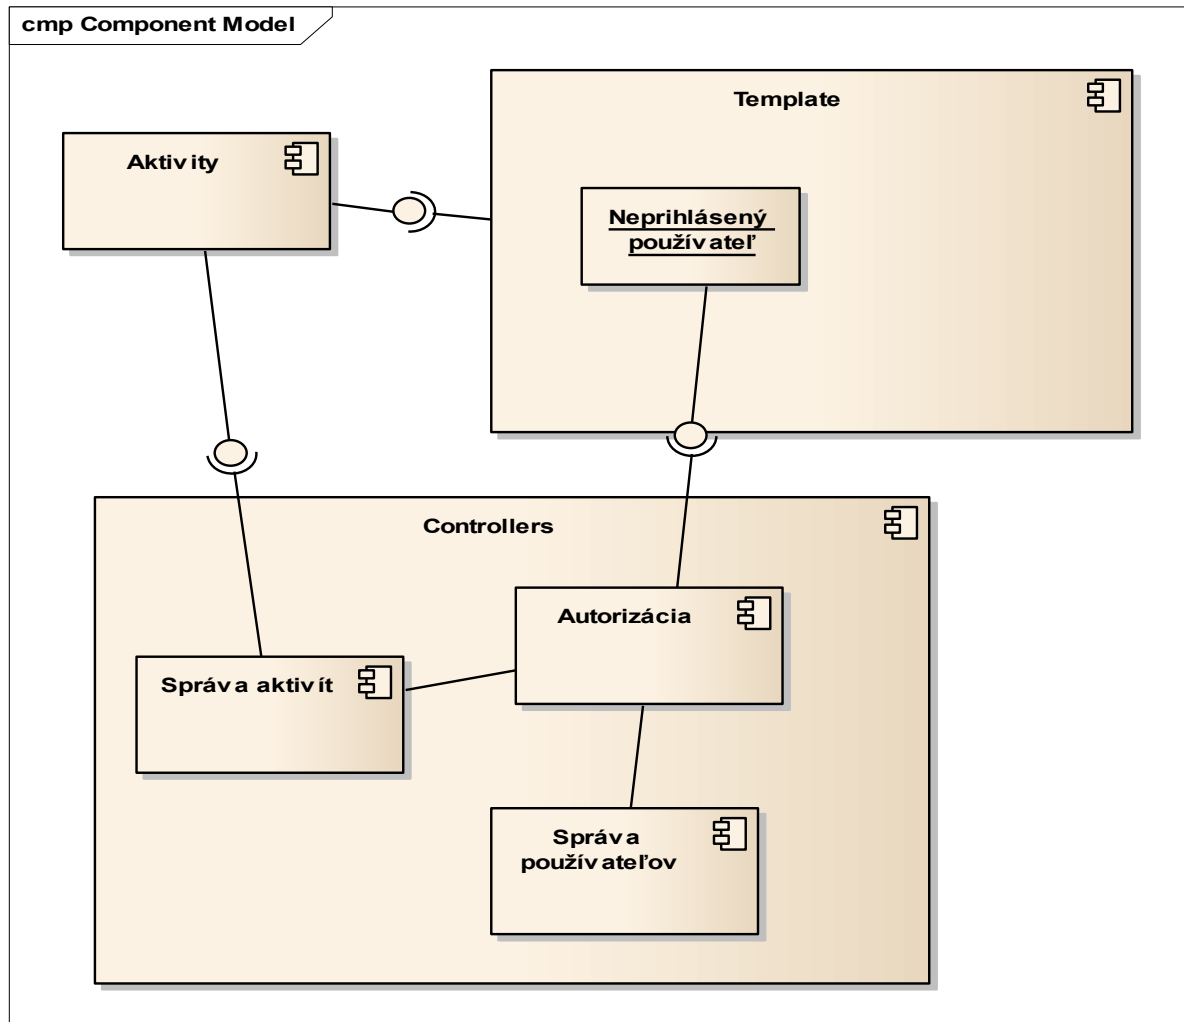 cmp Component Model
Template
Aktivity
Neprihlásený
používateľ
Controllers
Autorizácia
Správa aktivít
Správa
používateľov